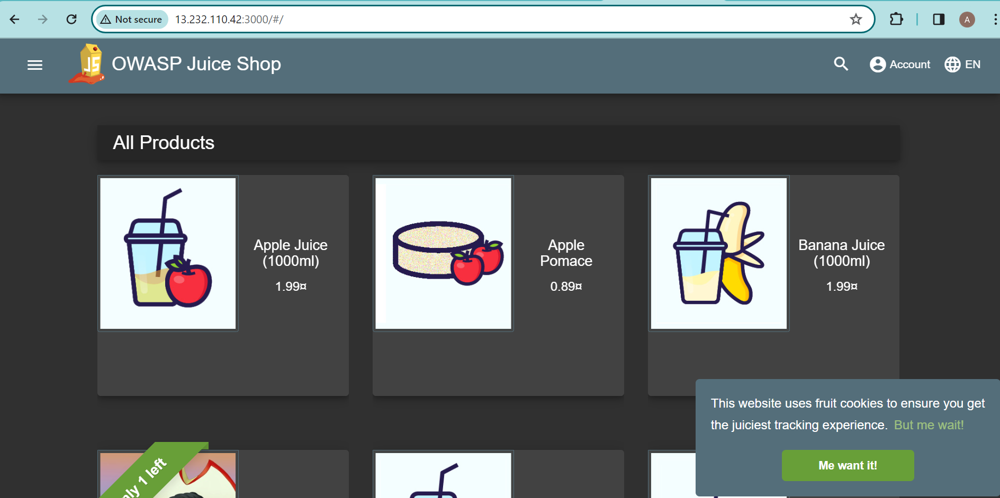 Not secure
13.232.110.42:3000/#/
A
JS
OWASP Juice Shop
Account
EN
All Products
Apple Juice
(1000ml)
1.99¤
Apple
Pomace
0.89¤
Banana Juice
(1000ml)
1.99¤
1 left
This website uses fruit cookies to ensure you get
the juiciest tracking experience. But me wait!
Me want it!